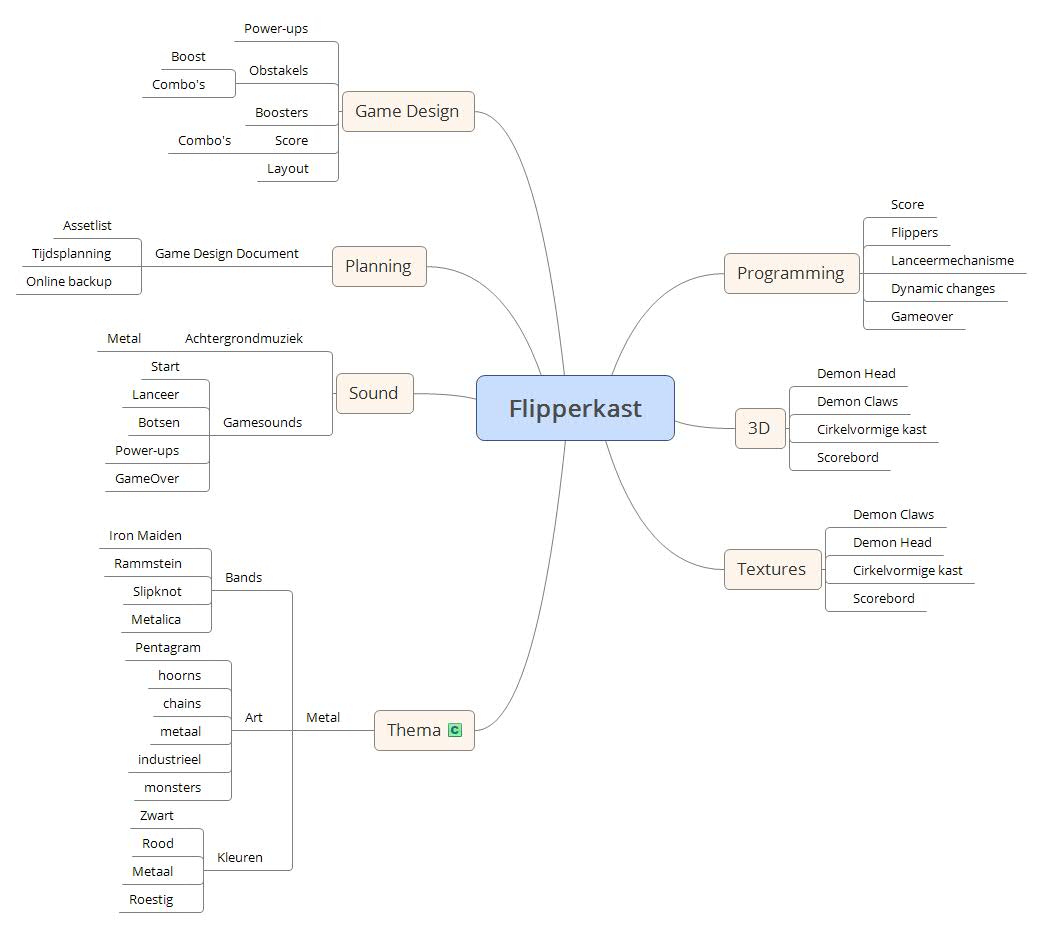 Flipperkast
Game Design
Power-ups
Obstakels
Boost
Combo's
Boosters
Score
Combo's
Layout
Planning
Game Design Document
Assetlist
Tijdsplanning
Online backup
Sound
Achtergrondmuziek
Metal
Gamesounds
Start
Lanceer
Botsen
Power-ups
GameOver
Thema C
Metal
Bands
Iron Maiden
Rammstein
Slipknot
Metalica
Art
Pentagram
hoorns
chains
metaal
industrieel
monsters
Kleuren
Zwart
Rood
Metaal
Roestig
Programming
Score
Flippers
Lanceermechanisme
Dynamic changes
Gameover
3D
Demon Head
Demon Claws
Cirkelvormige kast
Scorebord
Textures
Demon Claws
Demon Head
Cirkelvormige kast
Scorebord